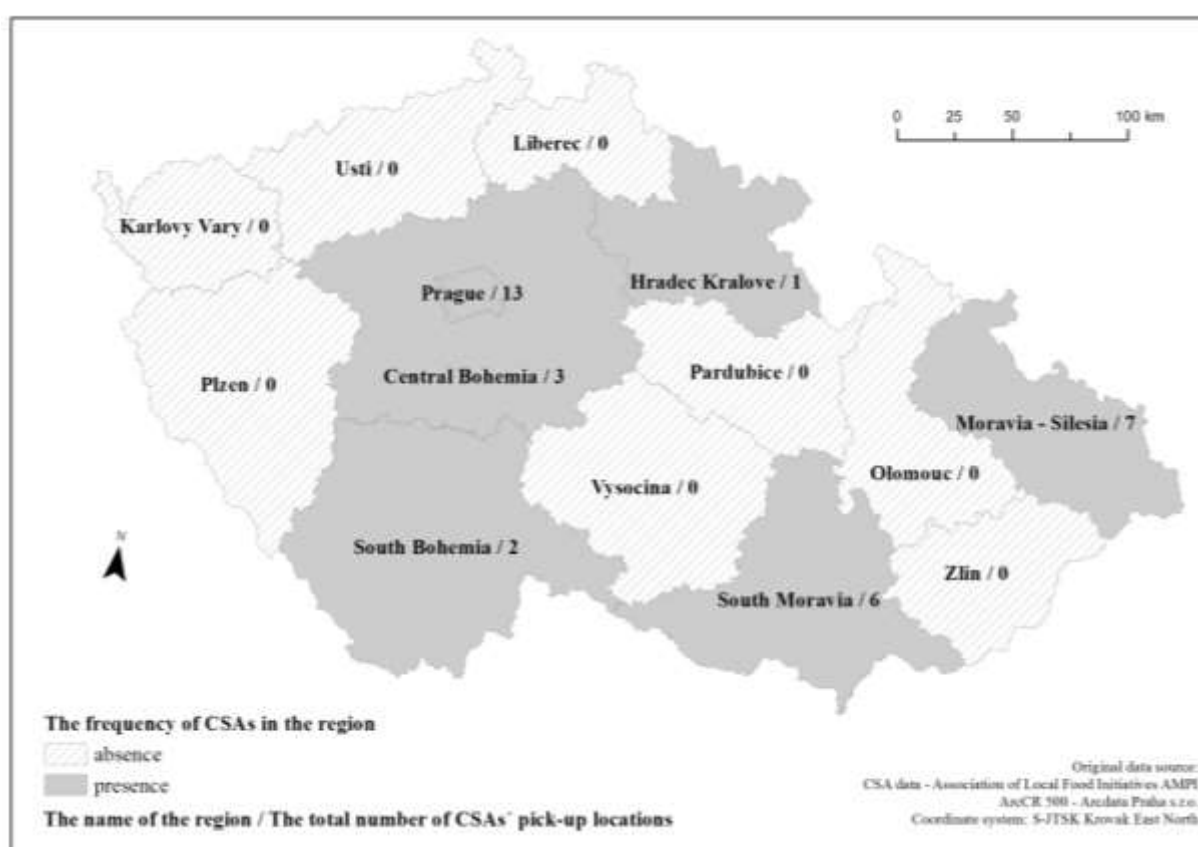 0 25 50 100 km
Liberec / 0
Usti / 0
Karlovy Vary / 0
Hradec Kralove / 1
Prague / 13
Pardubice / 0
Central Bohemia / 3
Plzen / 0
Moravia - Silesia / 7
Olomouc / 0
Vysocina / 0
N
South Bohemia / 2
Zlin / 0
South Moravia / 6
The frequency of CSAs in the region
absence
presence
The name of the region / The total number of CSAs´ pick-up locations
Original data source:
CSA data - Association of Local Food Initiatives AMPI
ArcCR 500 - Arcdata Praha s.r.o.
Coordinate system: S-JTSK Krovak East North